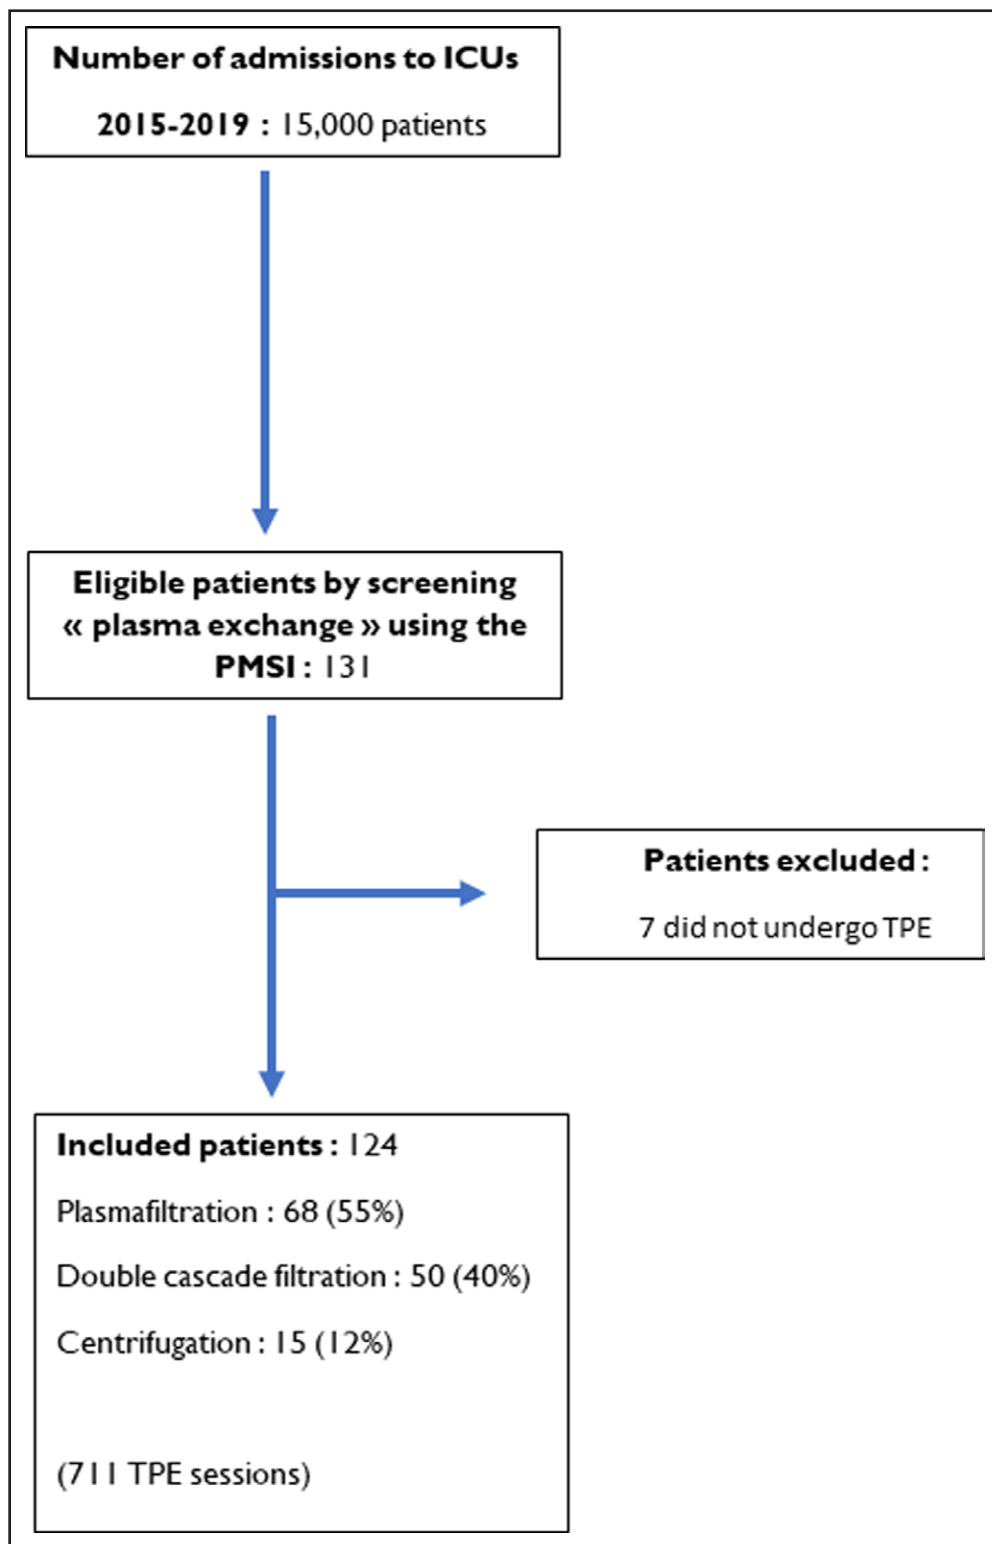 Number of admissions to ICUs
2015-2019 : 15,000 patients
Eligible patients by screening
« plasma exchange » using the
PMSI : 131
Patients excluded :
7 did not undergo TPE
Included patients : 124
Plasmafiltration : 68 (55%)
Double cascade filtration : 50 (40%)
Centrifugation : 15 (12%)
(711 TPE sessions)